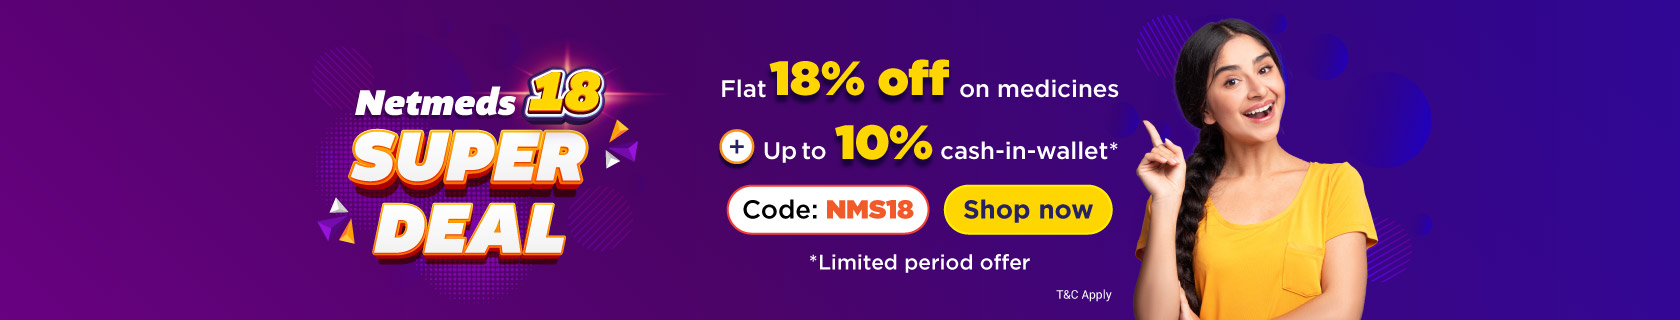 Netmeds 18
SUPER
DEAL
Flat 18% off on medicines
+ Up to 10% cash-in-wallet*
Code: NMS18
Shop now
*Limited period offer
T&C Apply